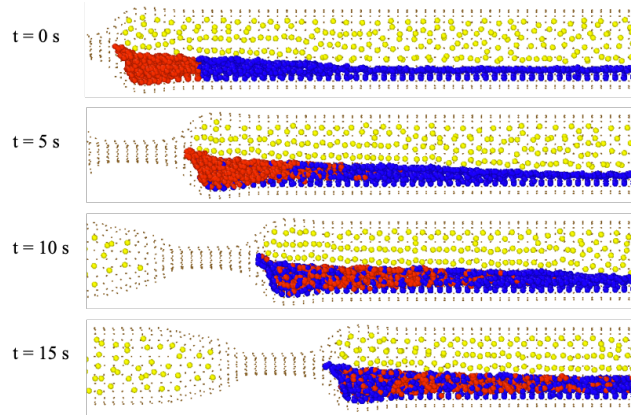 t = 0 s
t = 5 s
t = 10 s
t = 15 s